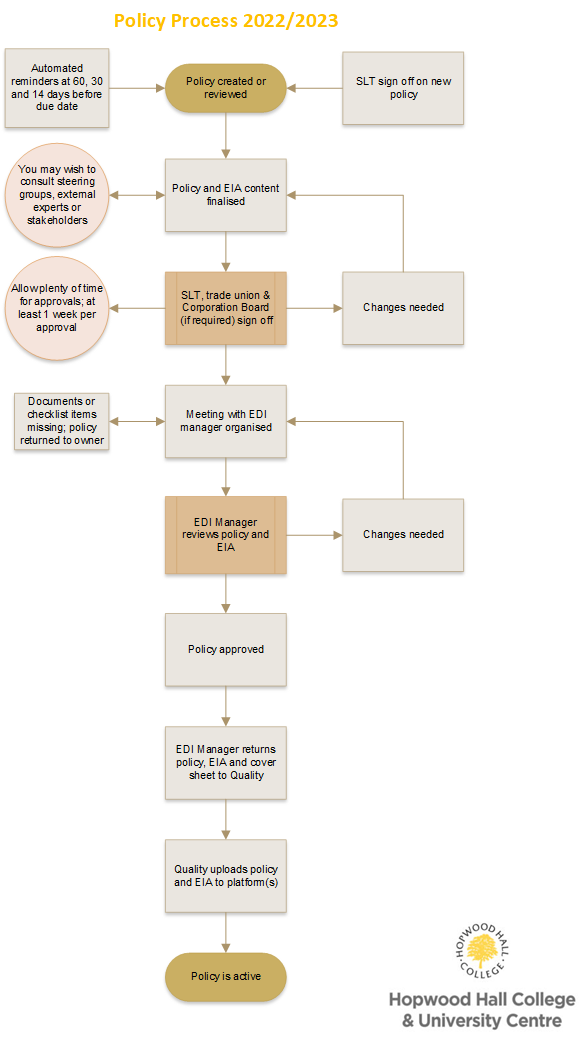 Policy Process 2022/2023
Automated
reminders at 60, 30
and 14 days before
due date
Policy created or
reviewed
SLT sign off on new
policy
You may wish to
consult steering
groups, external
experts or
stakeholders
Policy and EIA content
finalised
Allow plenty of time
for approvals; at
least 1 week per
approval
SLT, trade union &
Corporation Board
(if required) sign off
Changes needed
Documents or
checklist items
missing; policy
returned to owner
Meeting with EDI
manager organised
EDI Manager
reviews policy and
EIA
Changes needed
Policy approved
EDI Manager returns
policy, EIA and cover
sheet to Quality
Quality uploads policy
and EIA to platform(s)
Policy is active
HOPWOOD HALL
COLLEGE
Hopwood Hall College
& University Centre